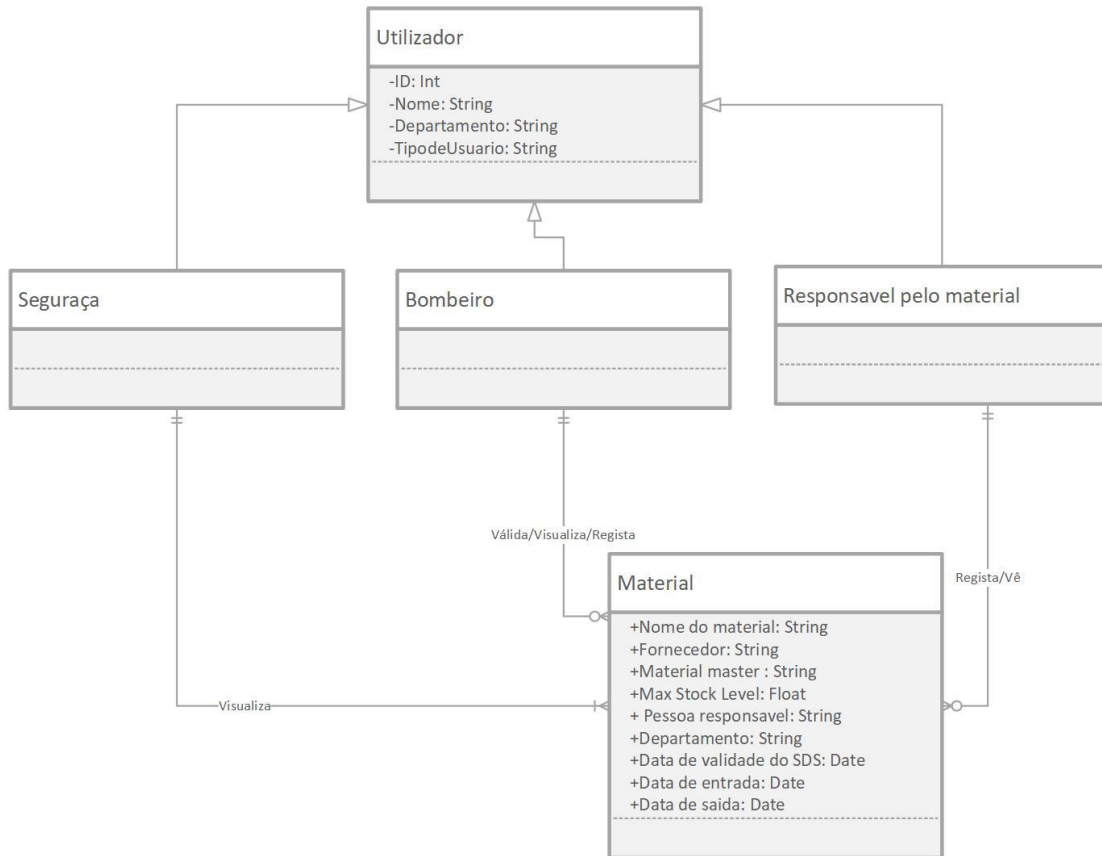 Utilizador
-ID: Int
-Nome: String
-Departamento: String
-TipodeUsuario: String
Seguraça
Bombeiro
Responsavel pelo material
Válida/Visualiza/Regista
Regista/Vê
Visualiza
Material
+Nome do material: String
+Fornecedor: String
+Material master : String
+Max Stock Level: Float
+ Pessoa responsavel: String
+Departamento: String
+Data de validade do SDS: Date
+Data de entrada: Date
+Data de saida: Date